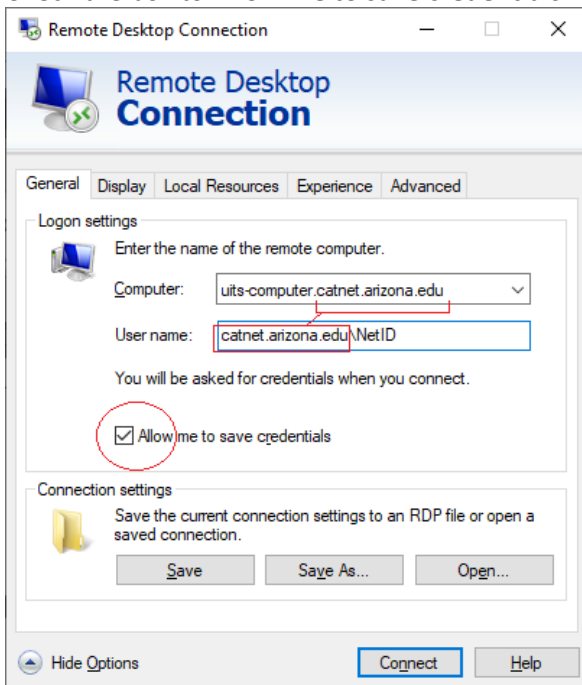 Remote Desktop Connection
Remote Desktop
Connection
General Display Local Resources Experience Advanced
Logon settings
Enter the name of the remote computer.
Computer: uits-computer.catnet.arizona.edu
User name: catnet.arizona.edu\NetID
You will be asked for credentials when you connect.
Allow me to save credentials
Connection settings
Save the current connection settings to an RDP file or open a
saved connection.
Save Save As... Open...
Hide Options Connect Help